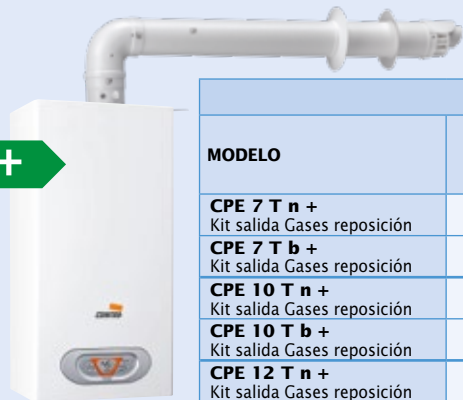 +
MODELO
CPE 7 T n +
Kit salida Gases reposición
CPE 7 T b +
Kit salida Gases reposición
CPE 10 T n +
Kit salida Gases reposición
CPE 10 T b +
Kit salida Gases reposición
CPE 12 T n +
Kit salida Gases reposición